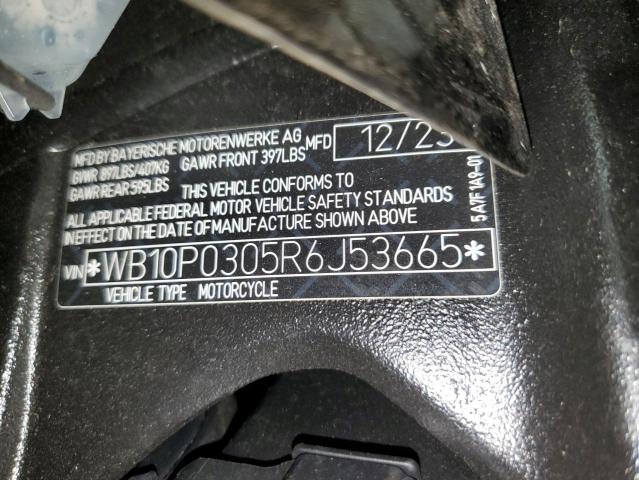 MFD BY BAYERISCHE MOTORENWERKE AG MFD 12/23
GVWR 897LBS/407KG GAWR FRONT 397LBS
GAWR REAR 595LBS THIS VEHICLE CONFORMS TO
ALL APPLICABLE FEDERAL MOTOR VEHICLE SAFETY STANDARDS
IN EFFECT ON THE DATE OF MANUFACTURE SHOWN ABOVE
VIN *WB10P0305R6J53665*
VEHICLE TYPE MOTORCYCLE
5A7F1A9-01